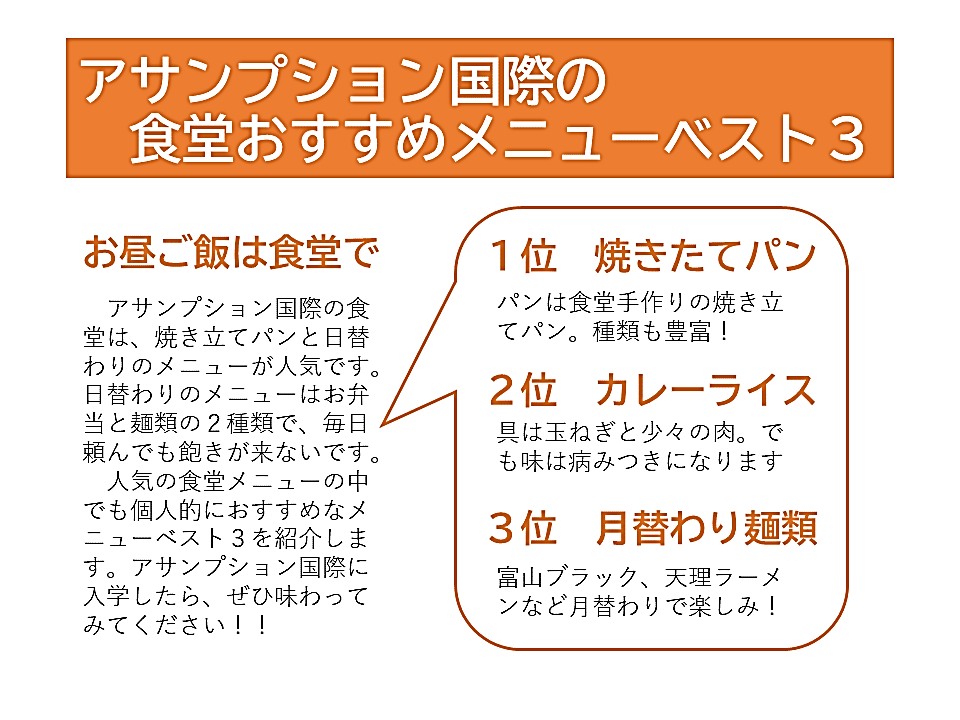 アサンプション国際の
食堂おすすめメニューベスト３
お昼ご飯は食堂で
アサンプション国際の食
堂は、焼き立てパンと日替
わりのメニューが人気です。
日替わりのメニューはお弁
当と麺類の２種類で、毎日
頼んでも飽きが来ないです。
人気の食堂メニューの中
でも個人的におすすめなメ
ニューベスト３を紹介しま
す。アサンプション国際に
入学したら、ぜひ味わって
みてください！！
１位　焼きたてパン
パンは食堂手作りの焼き立
てパン。種類も豊富！
２位　カレーライス
具は玉ねぎと少々の肉。で
も味は病みつきになります
３位　月替わり麺類
富山ブラック、天理ラーメ
ンなど月替わりで楽しみ！